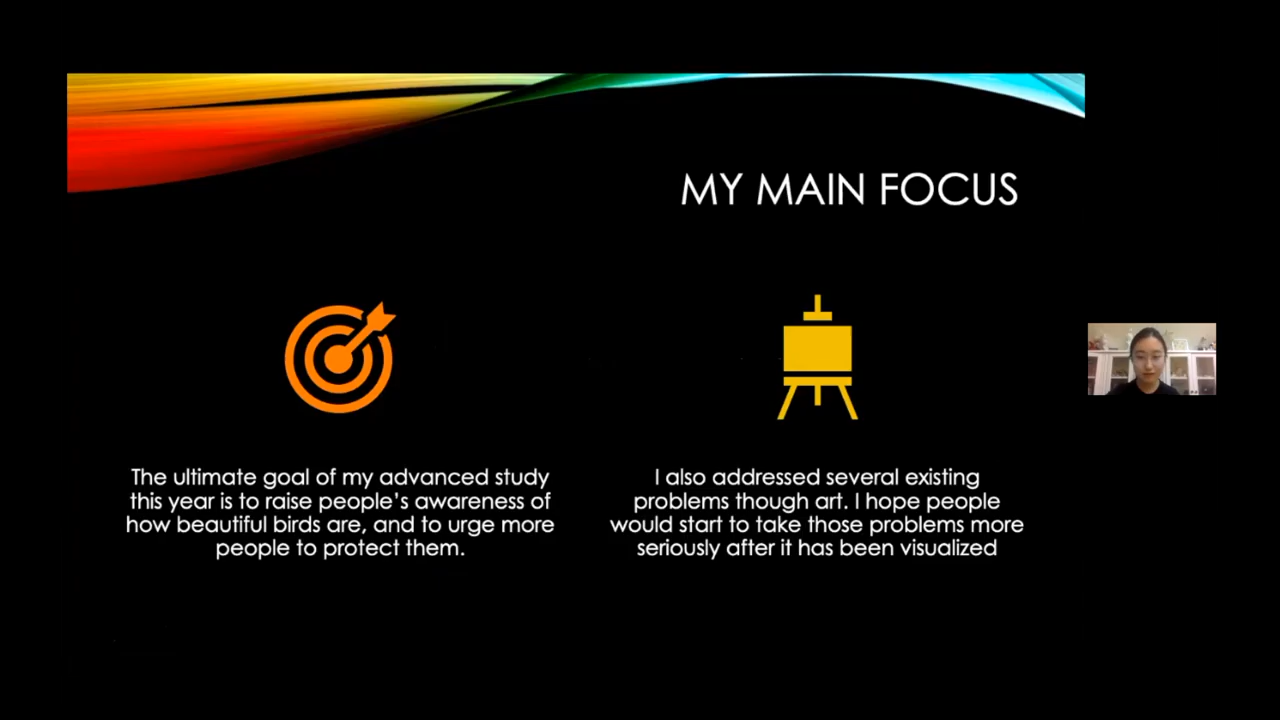 MY MAIN FOCUS
The ultimate goal of my advanced study
this year is to raise people’s awareness of
how beautiful birds are, and to urge more
people to protect them.
I also addressed several existing
problems though art. I hope people
would start to take those problems more
seriously after it has been visualized